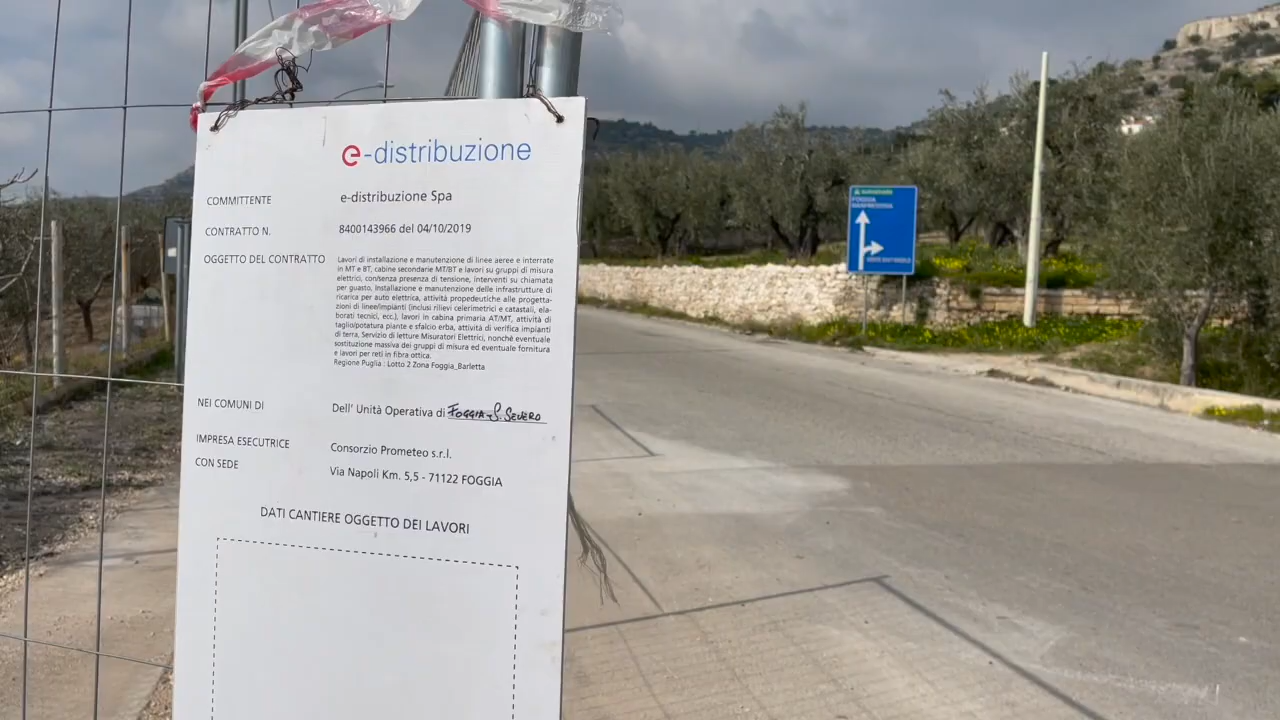 e-distribuzione
COMMITTENTE e-distribuzione Spa
CONTRATTO N. 8400143966 del 04/10/2019
OGGETTO DEL CONTRATTO Lavori di installazione e manutenzione di linee aeree e interrate
in MT e BT, cabine secondarie MT/BT e lavori su gruppi di misura
elettrici, con/senza presenza di tensione, interventi su chiamata
per guasto, Installazione e manutenzione delle infrastrutture di
ricarica per auto elettrica, attività propedeutiche alle progetta-
zioni di linee/impianti (inclusi rilievi celerimetrici e catastali, ela-
borati tecnici, ecc.), lavori in cabina primaria AT/MT, attività di
taglio/potatura piante e sfalcio erba, attività di verifica impianti
di terra, Servizio di letture Misuratori Elettrici, nonchè eventuale
sostituzione massiva dei gruppi di misura ed eventuale fornitura
e lavori per reti in fibra ottica.
Regione Puglia : Lotto 2 Zona Foggia_Barletta
NEI COMUNI DI Dell' Unità Operativa di FOGGIA-S.SEVERO
IMPRESA ESECUTRICE Consorzio Prometeo s.r.l.
CON SEDE Via Napoli Km. 5,5 - 71122 FOGGIA
DATI CANTIERE OGGETTO DEI LAVORI
FOGGIA
MANFREDONIA